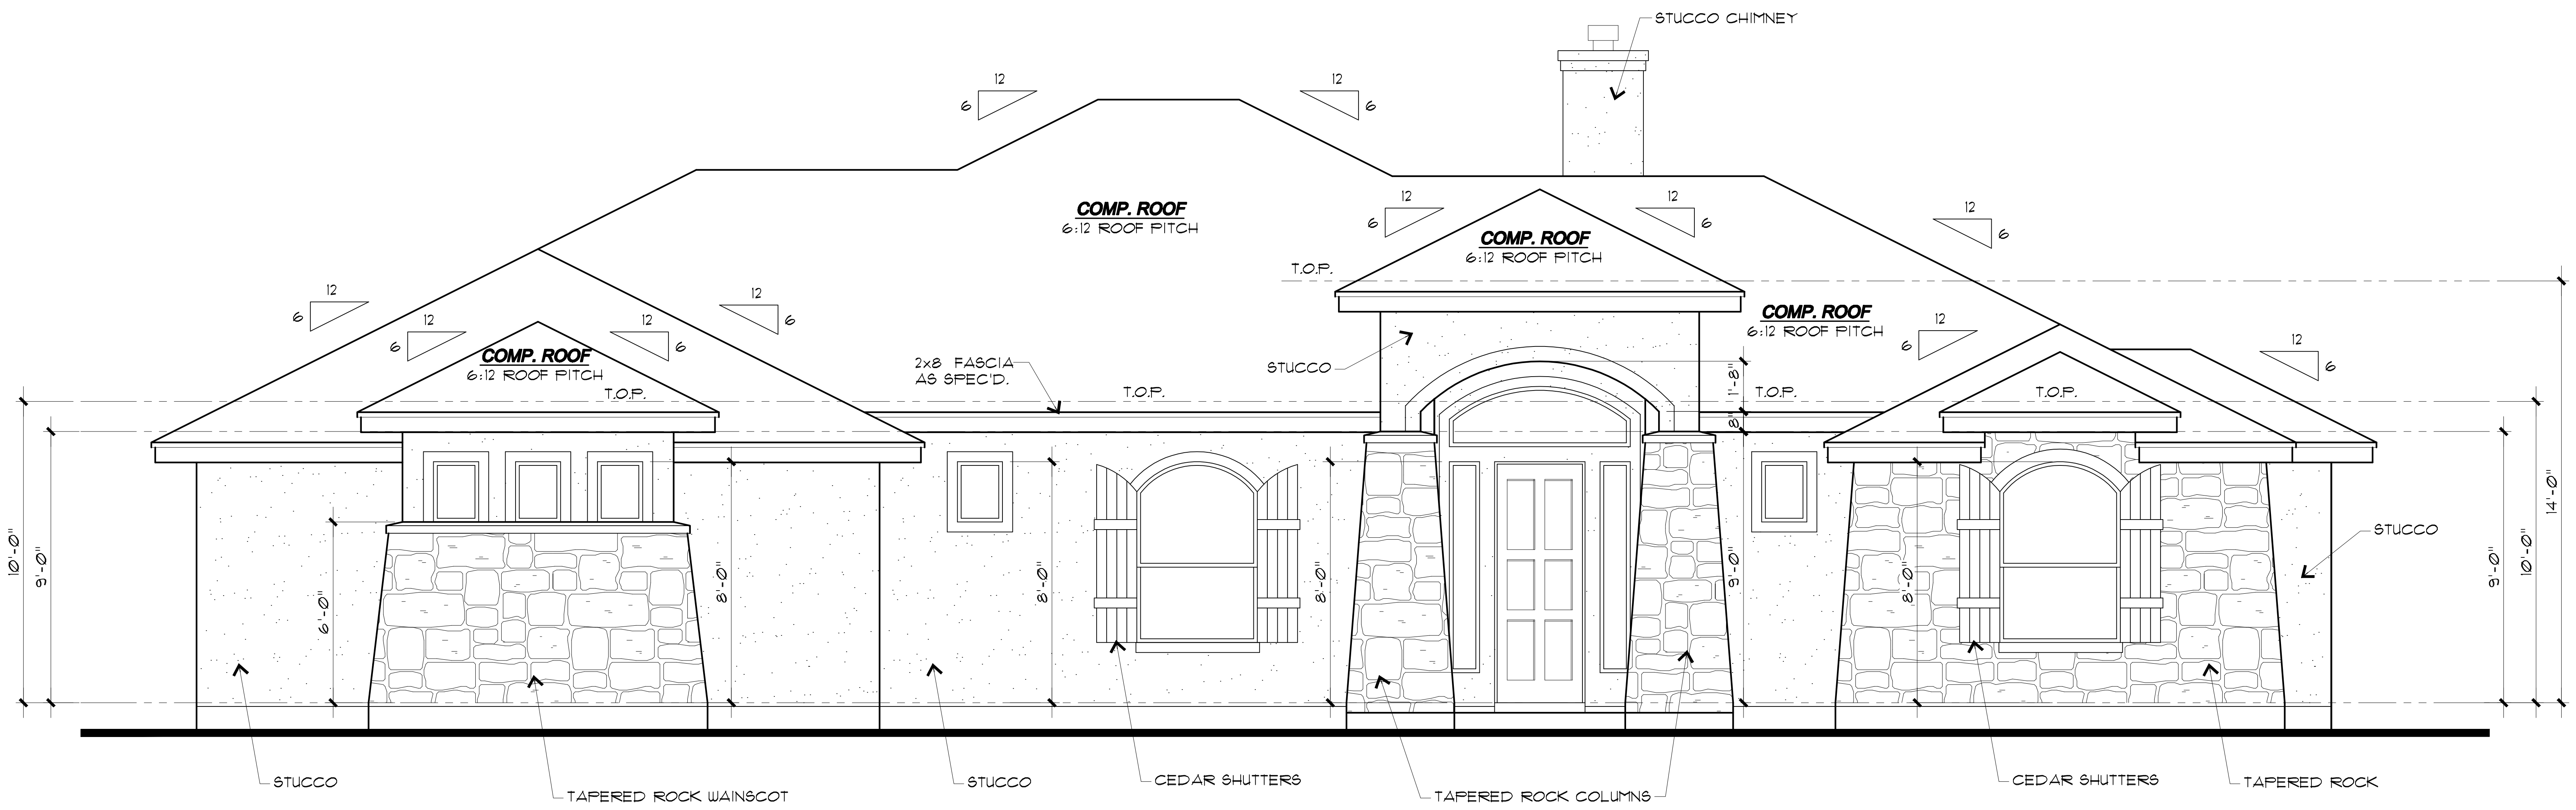 STUCCO CHIMNEY
12
6
12
6
12
6
12
6
12
6
12
6
12
6
12
6
12
6
12
6
12
6
COMP. ROOF
6:12 ROOF PITCH
COMP. ROOF
6:12 ROOF PITCH
COMP. ROOF
6:12 ROOF PITCH
COMP. ROOF
6:12 ROOF PITCH
T.O.P.
T.O.P.
T.O.P.
T.O.P.
T.O.P.
2x8 FASCIA
AS SPEC'D.
STUCCO
1'-8"
8"
10'-0"
9'-0"
6'-0"
8'-0"
8'-0"
8'-0"
9'-0"
8'-0"
9'-0"
10'-0"
14'-0"
STUCCO
STUCCO
TAPERED ROCK WAINSCOT
STUCCO
CEDAR SHUTTERS
TAPERED ROCK COLUMNS
CEDAR SHUTTERS
TAPERED ROCK